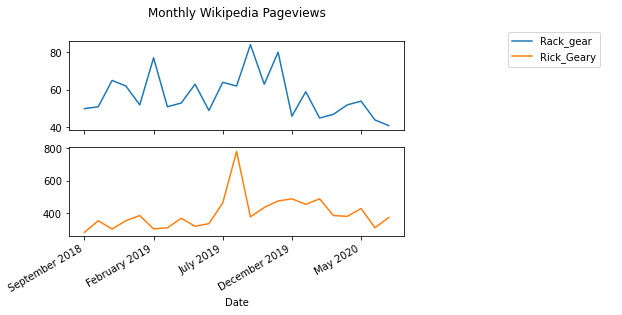 Monthly Wikipedia Pageviews
Rack_gear
Rick_Geary
80
60
40
800
600
400
September 2018
February 2019
July 2019
December 2019
May 2020
Date